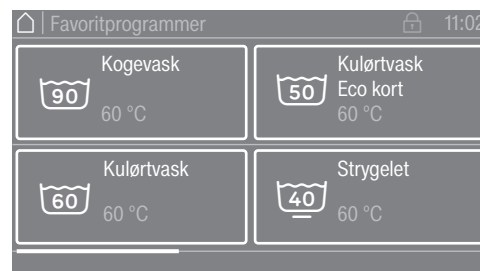 Favoritprogrammer 11:02
Kogevask
90
60 °C
Kulørtvask
50 Eco kort
60 °C
Kulørtvask
60
60 °C
Strygelet
40
60 °C